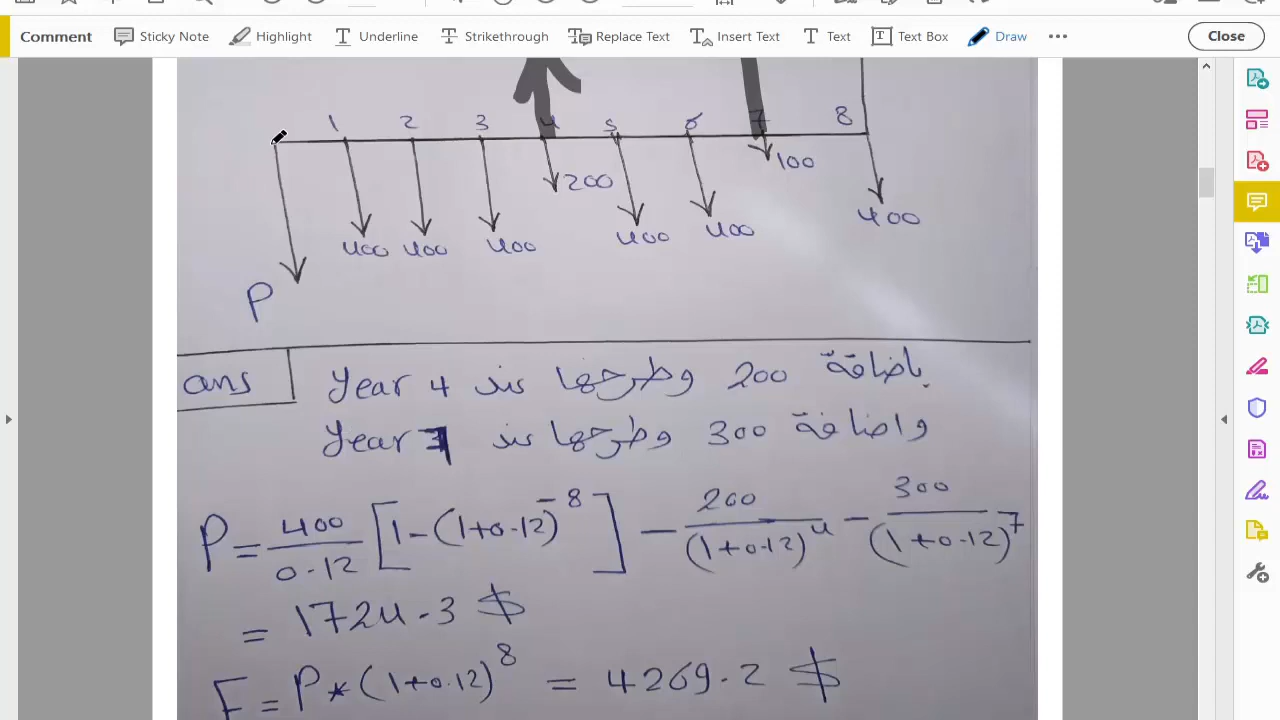 Comment Sticky Note Highlight Underline Strikethrough Replace Text Insert Text Text Text Box Draw Close
1 2 3 4 5 6 7 8
200 100
400 400 400 400 400 400
P
ans باضافة 200 وطرحها عند Year 4
واضافة 300 وطرحها عند Year 7
P = 400/0.12 [1-(1+0.12)^-8] - 200/(1+0.12)^4 - 300/(1+0.12)^7
= 1724.3 $
F = P*(1+0.12)^8 = 4269.2 $